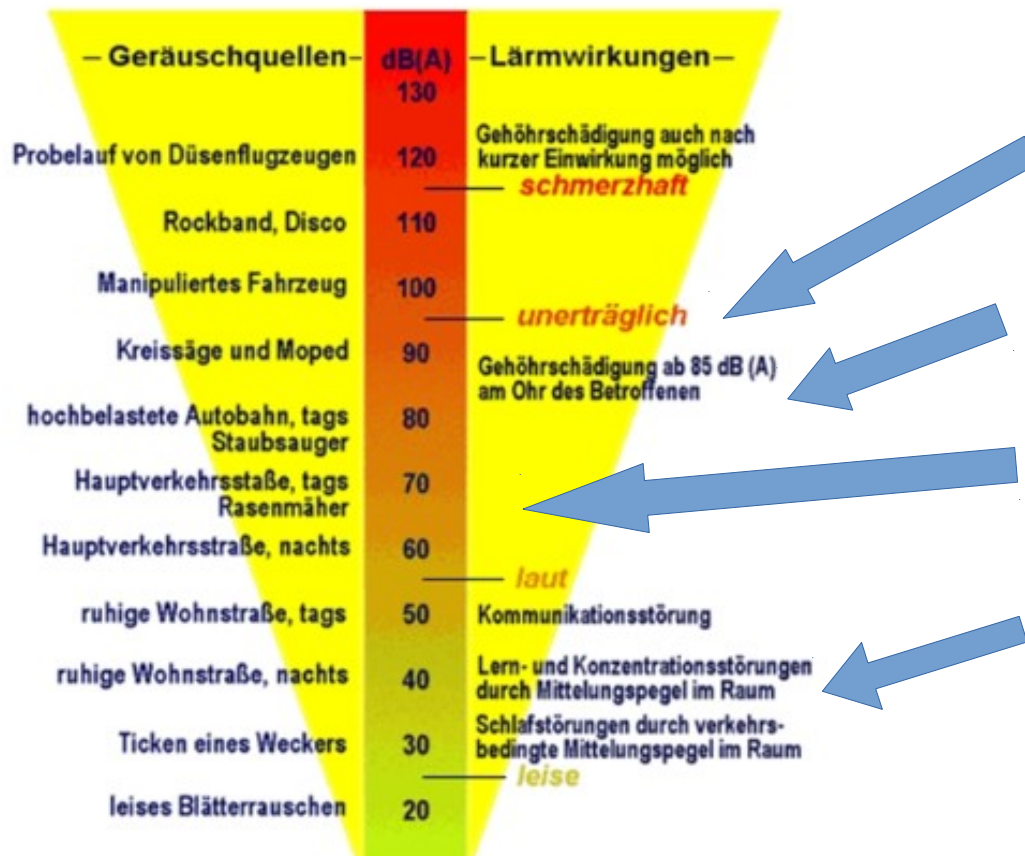 – Geräuschquellen – dB(A) – Lärmwirkungen –
130
Probelauf von Düsenflugzeugen 120 Gehöhrschädigung auch nach
kurzer Einwirkung möglich
schmerzhaft
Rockband, Disco 110
Manipuliertes Fahrzeug 100
unerträglich
Kreissäge und Moped 90
Gehöhrschädigung ab 85 dB (A)
am Ohr des Betroffenen
hochbelastete Autobahn, tags 80
Staubsauger
Hauptverkehrsstaße, tags 70
Rasenmäher
Hauptverkehrsstraße, nachts 60
laut
ruhige Wohnstraße, tags 50 Kommunikationsstörung
ruhige Wohnstraße, nachts 40 Lern- und Konzentrationsstörungen
durch Mittelungspegel im Raum
Ticken eines Weckers 30 Schlafstörungen durch verkehrs-
bedingte Mittelungspegel im Raum
leise
leises Blätterrauschen 20